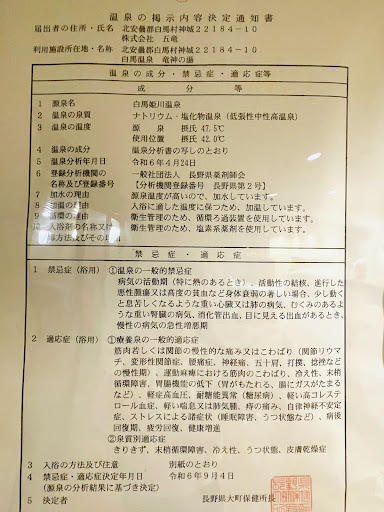 温泉の掲示内容決定通知書
届出者の住所・氏名　北安曇郡白馬村神城22184-10
株式会社　五竜
利用施設所在地・名称　北安曇郡白馬村神城22184-10
白馬温泉　竜神の湯
温泉の成分・禁忌症・適応症等
成　分　等
1 源泉名　白馬姫川温泉
2 温泉の泉質　ナトリウム・塩化物温泉（低張性中性高温泉）
3 温泉の温度　源　泉　摂氏 47.5℃
使用位置　摂氏 42.0℃
4 温泉の成分　温泉分析書の写しのとおり
5 温泉分析年月日　令和6年4月24日
6 登録分析機関の　一般社団法人　長野県薬剤師会
名称及び登録番号　【分析機関登録番号　長野県第2号】
7 加水の理由　源泉温度が高いので、加水しています。
8 加温の理由　入浴に適した温度に保つため、加温しています。
9 循環の理由　衛生管理のため、循環ろ過装置を使用しています。
10 入浴剤の名称又は　衛生管理のため、塩素系薬剤を使用しています。
毒方法及びその理由
禁忌症・適応症
1 禁忌症（浴用）　①温泉の一般的禁忌症
病気の活動期（特に熱のあるとき）、活動性の結核、進行した
悪性腫瘍又は高度の貧血など身体衰弱の著しい場合、少し動く
と息苦しくなるような重い心臓又は肺の病気、むくみのあるよ
うな重い腎臓の病気、消化管出血、目に見える出血があるとき、
慢性の病気の急性増悪期
2 適応症（浴用）　①療養泉の一般的適応症
筋肉若しくは関節の慢性的な痛み又はこわばり（関節リウマ
チ、変形性関節症、腰痛症、神経痛、五十肩、打撲、捻挫など
の慢性期）、運動麻痺における筋肉のこわばり、冷え性、末梢
循環障害、胃腸機能の低下（胃がもたれる、腸にガスがたまる
など）、軽症高血圧、耐糖能異常（糖尿病）、軽い高コレステ
ロール血症、軽い喘息又は肺気腫、痔の痛み、自律神経不安定
症、ストレスによる諸症状（睡眠障害、うつ状態など）、病後
回復期、疲労回復、健康増進
②泉質別適応症
きりきず、末梢循環障害、冷え性、うつ状態、皮膚乾燥症
3 入浴の方法及び注意　別紙のとおり
4 禁忌症・適応症決定年月日　令和6年9月4日
（源泉の分析結果に基づき決定）
5 決定者　長野県大町保健所長